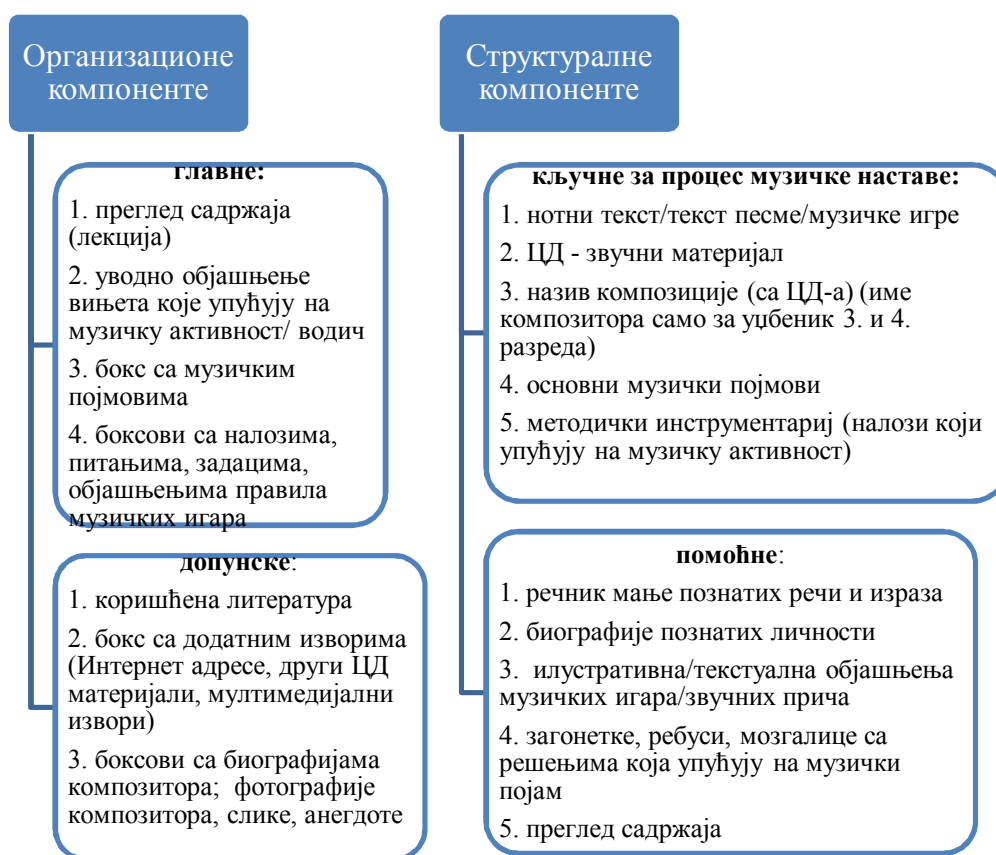 Организационе
компоненте
главне:
1. преглед садржаја
(лекција)
2. уводно објашњење
вињета које упућују на
музичку активност/ водич
3. бокс са музичким
појмовима
4. боксови са налозима,
питањима, задацима,
објашњењима правила
музичких игара
допунске:
1. коришћена литература
2. бокс са додатним изворима
(Интернет адресе, други ЦД
материјали, мултимедијални
извори)
3. боксови са биографијама
композитора;  фотографије
композитора, слике, анегдоте
Структуралне
компоненте
кључне за процес музичке наставе:
1. нотни текст/текст песме/музичке игре
2. ЦД - звучни материјал
3. назив композиције (са ЦД-а) (име
композитора само за уџбеник 3. и 4.
разреда)
4. основни музички појмови
5. методички инструментариј (налози који
упућују на музичку активност)
помоћне:
1. речник мање познатих речи и израза
2. биографије познатих личности
3.  илустративна/текстуална објашњења
музичких игара/звучних прича
4. загонетке, ребуси, мозгалице са
решењима која упућују на музички
појам
5. преглед садржаја